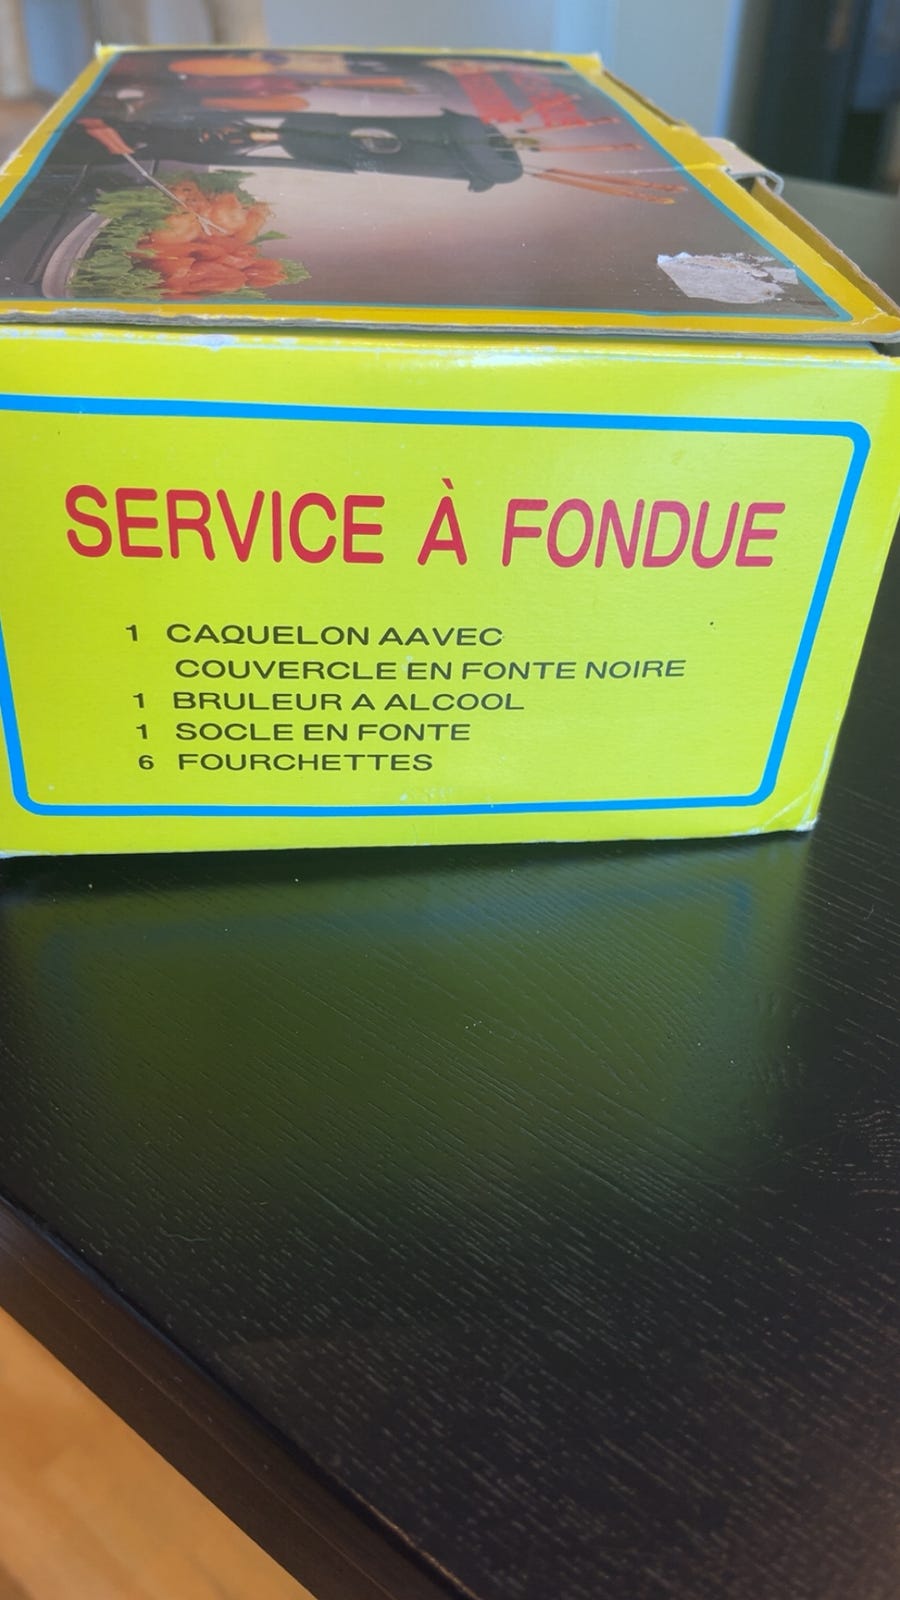 SERVICE À FONDUE
1 CAQUELON AAVEC
COUVERCLE EN FONTE NOIRE
1 BRULEUR A ALCOOL
1 SOCLE EN FONTE
6 FOURCHETTES